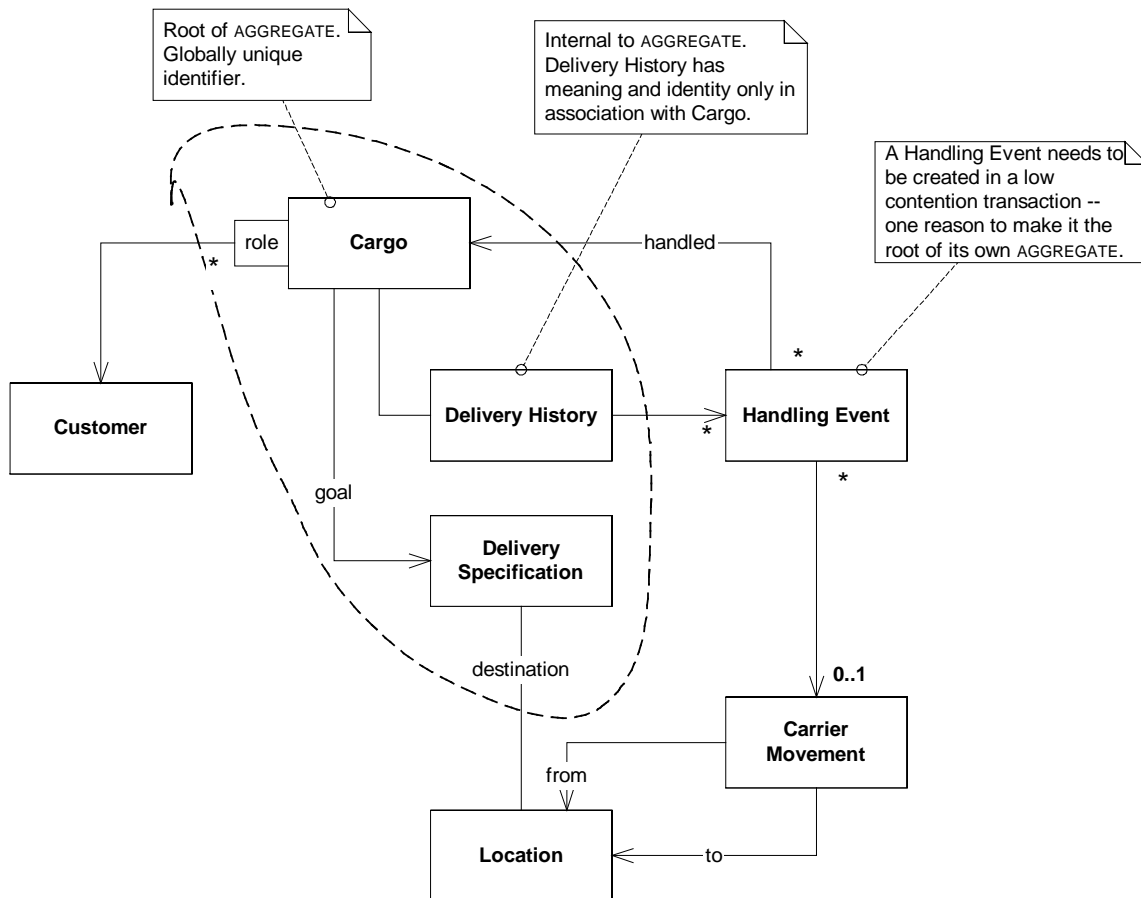 Root of AGGREGATE.
Globally unique
identifier.
Internal to AGGREGATE.
Delivery History has
meaning and identity only in
association with Cargo.
A Handling Event needs to
be created in a low
contention transaction --
one reason to make it the
root of its own AGGREGATE.
role
Cargo
handled
*
*
Customer
Delivery History
*
Handling Event
*
goal
Delivery
Specification
destination
0..1
Carrier
Movement
from
Location
to